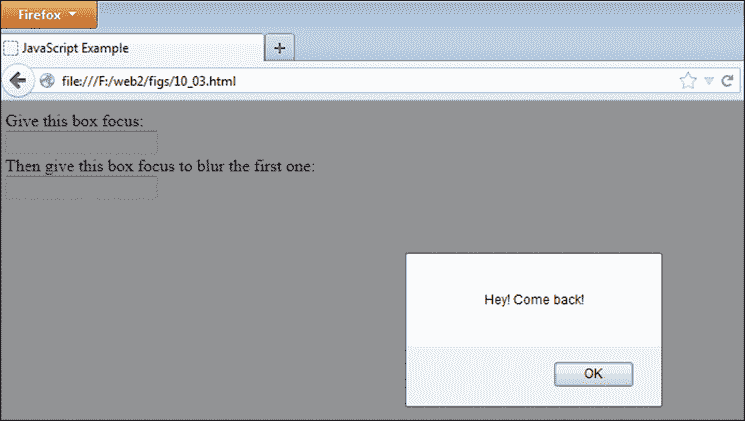 Firefox
JavaScript Example
file:///F:/web2/figs/10_03.html
Give this box focus:
Then give this box focus to blur the first one:
Hey! Come back!
OK